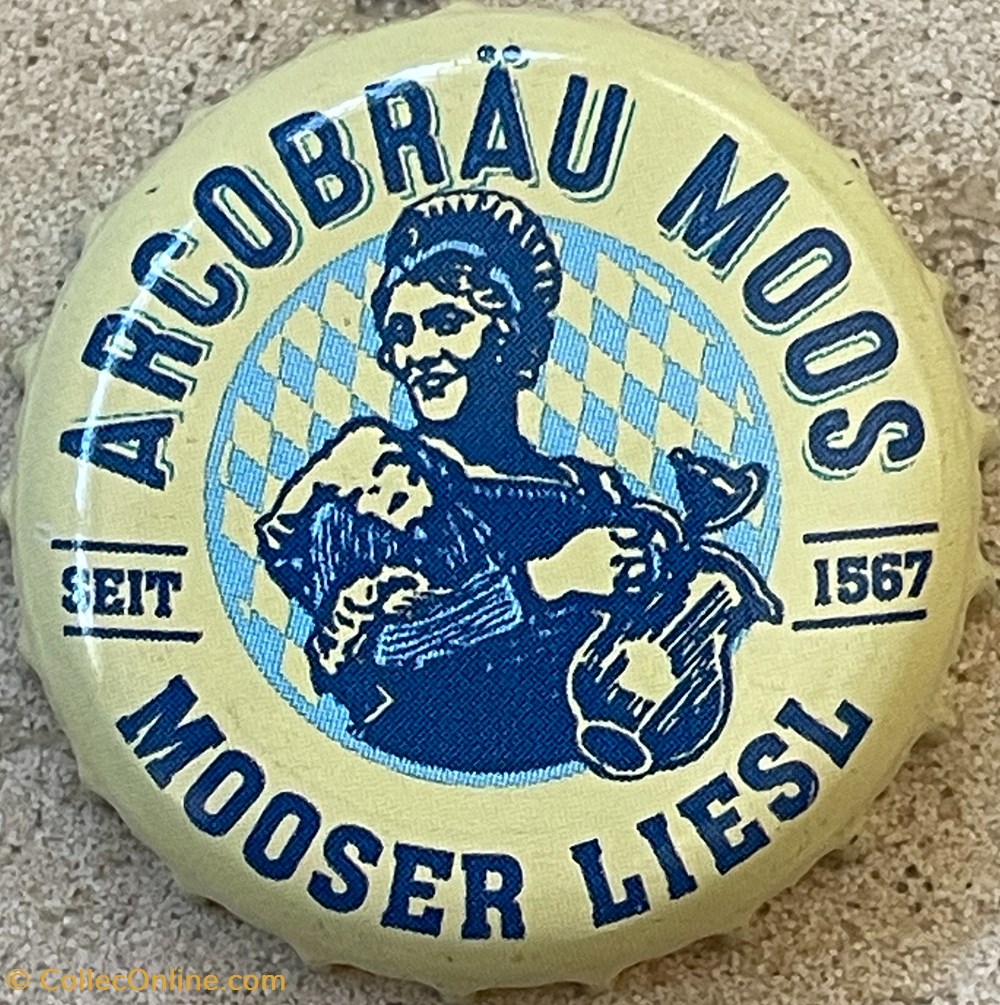 ARCOBRÄU MOOS
SEIT 1567
MOOSER LIESL
© CollecOnline.com